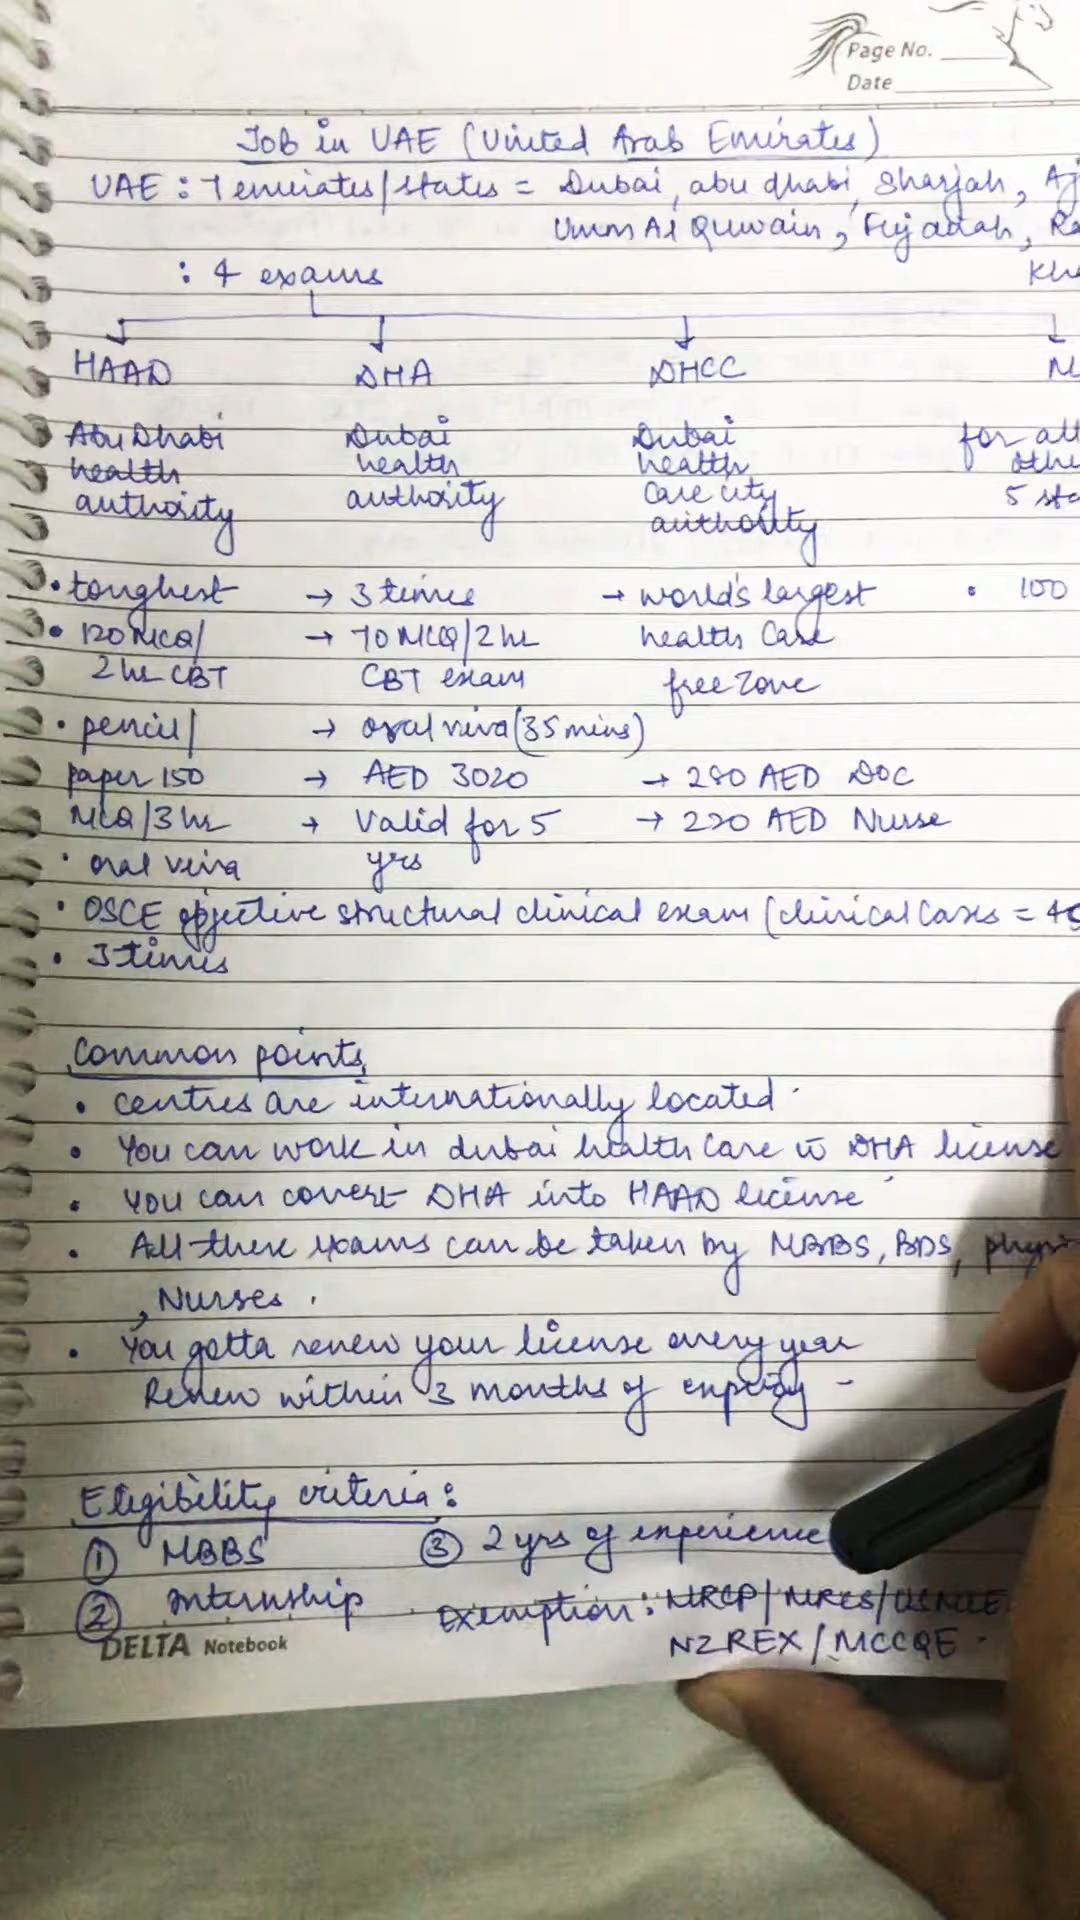 Page No.
Date
Job in UAE (United Arab Emirates)
UAE : 7 emirates/states = Dubai, abu dhabi, Sharjah, Aj
Umm Al Quwain, Fujadah, Ra
: 4 exams
HAAD DHA DHCC
Abu Dhabi Dubai Dubai for all
health health health othe
authority authority Care city 5 sta
authority
• toughest → 3 times → world's largest • 100
• 120 MCQ/ → 70 MCQ/2 hr health Care
2 hr CBT CBT exam free Zone
• pencil/ → oral viva (35 mins)
paper 150 → AED 3020 → 280 AED DOC
MCQ/3 hr → Valid for 5 → 220 AED Nurse
• oral viva yrs
• OSCE objective structural clinical exam (clinical cases = 40
• 3 times
Common points
• centres are internationally located
• You can work in dubai health care w DHA license
• You can covert DHA into HAAD license
• All these exams can be taken by MBBS, BDS, physi
, Nurses .
• You gotta renew your license every year
Renew within 3 months of expiry -
Eligibility criteria :
① MBBS ③ 2 yrs of experience
② Internship Exemption : MRCP/MRCS/USMLE
NZREX/MCCQE
DELTA Notebook